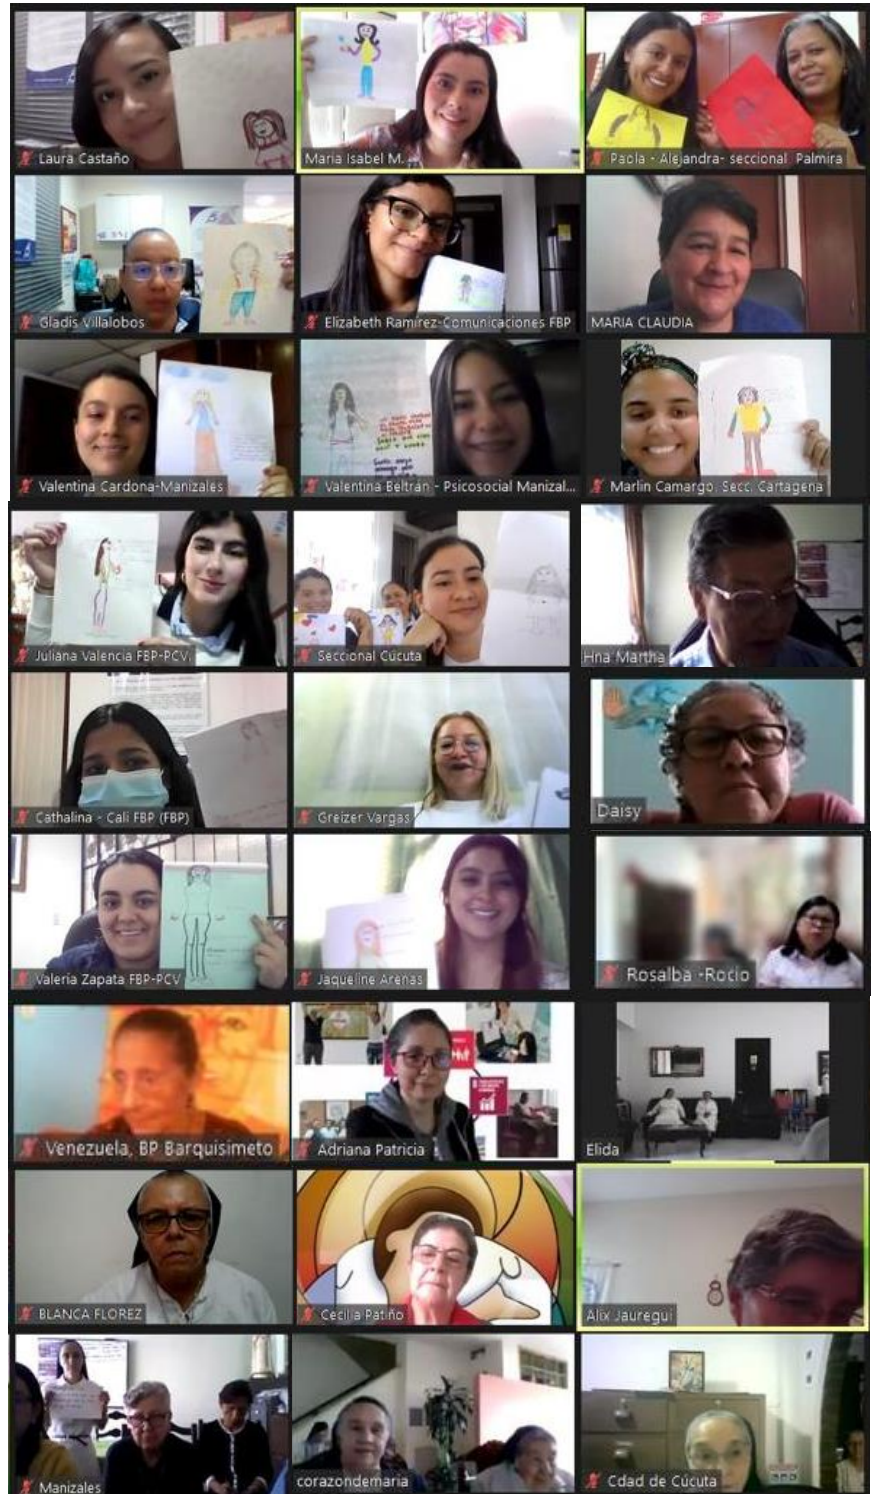 Laura Castaño
Maria Isabel M.
Paola - Alejandra- seccional Palmira
Gladis Villalobos
Elizabeth Ramírez-Comunicaciones FBP
MARIA CLAUDIA
Valentina Cardona-Manizales
Valentina Beltrán - Psicosocial Manizal...
Marlin Camargo. Secc. Cartagena
Juliana Valencia FBP-PCV
Seccional Cúcuta
Hna Martha
Cathalina - Cali FBP (FBP)
Greizer Vargas
Daisy
Valeria Zapata FBP-PCV
Jaqueline Arenas
Rosalba -Rocio
Venezuela, BP Barquisimeto
Adriana Patricia
Elida
BLANCA FLOREZ
Cecilia Patiño
Alix Jauregui
Manizales
corazondemaria
Cdad de Cúcuta